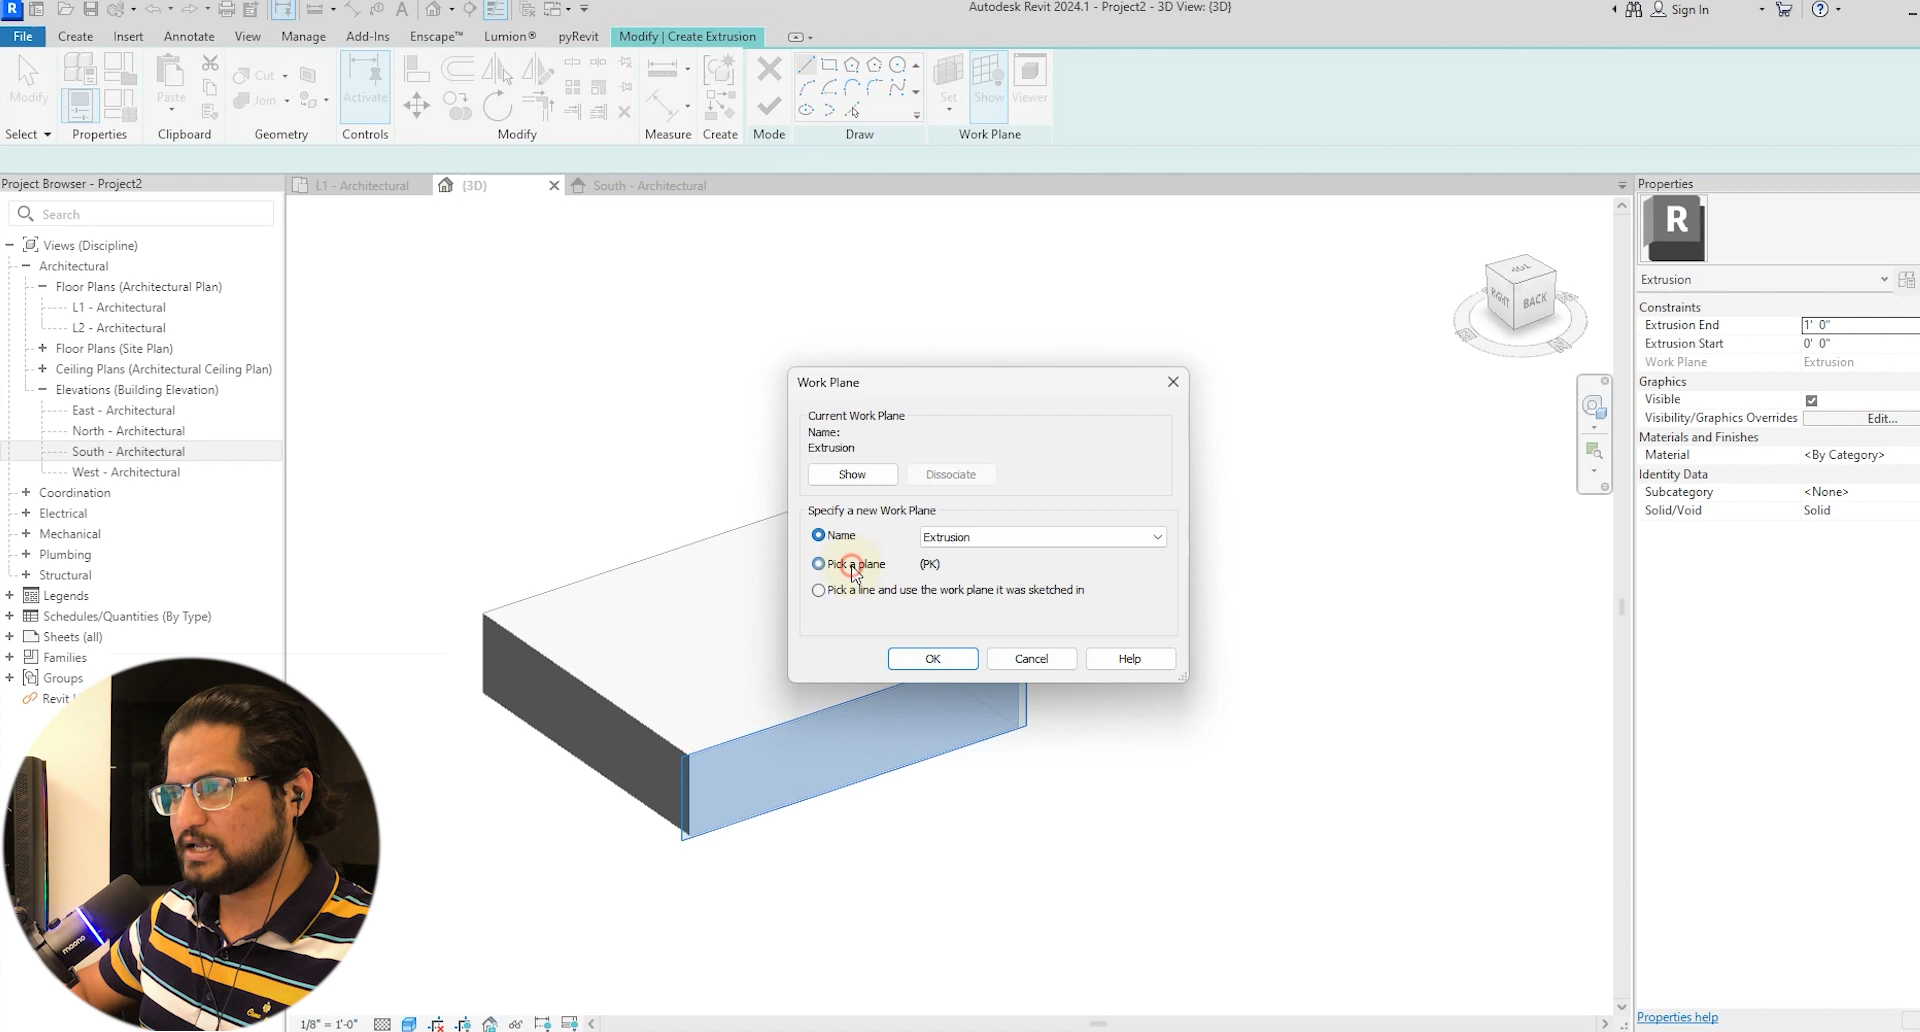 Autodesk Revit 2024.1 - Project2 - 3D View: {3D}
Sign In
File Create Insert Annotate View Manage Add-Ins Enscape™ Lumion® pyRevit Modify | Create Extrusion
Modify
Paste
Cut
Join
Activate
Set
Show
Viewer
Select
Properties
Clipboard
Geometry
Controls
Modify
Measure
Create
Mode
Draw
Work Plane
Project Browser - Project2
Search
Views (Discipline)
Architectural
Floor Plans (Architectural Plan)
L1 - Architectural
L2 - Architectural
Floor Plans (Site Plan)
Ceiling Plans (Architectural Ceiling Plan)
Elevations (Building Elevation)
East - Architectural
North - Architectural
South - Architectural
West - Architectural
Coordination
Electrical
Mechanical
Plumbing
Structural
Legends
Schedules/Quantities (By Type)
Sheets (all)
Families
Groups
Revit
L1 - Architectural
{3D}
South - Architectural
TOP
RIGHT
BACK
Work Plane
Current Work Plane
Name:
Extrusion
Show
Dissociate
Specify a new Work Plane
Name
Extrusion
Pick a plane
(PK)
Pick a line and use the work plane it was sketched in
OK
Cancel
Help
maono
1/8" = 1'-0"
Properties
R
Extrusion
Constraints
Extrusion End 1' 0"
Extrusion Start 0' 0"
Work Plane Extrusion
Graphics
Visible
Visibility/Graphics Overrides Edit...
Materials and Finishes
Material <By Category>
Identity Data
Subcategory <None>
Solid/Void Solid
Properties help